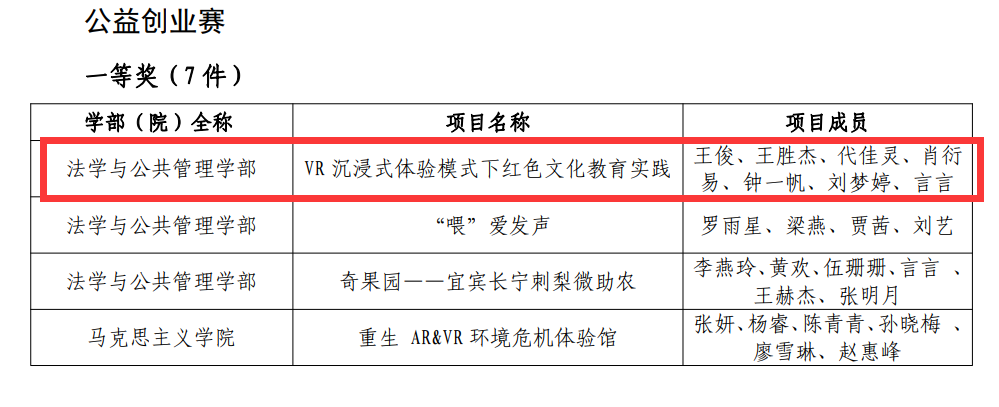 公益创业赛
一等奖（7 件）
学部（院）全称 项目名称 项目成员
法学与公共管理学部 VR 沉浸式体验模式下红色文化教育实践 王俊、王胜杰、代佳灵、肖衍
易、钟一帆、刘梦婷、言言
法学与公共管理学部 “喂”爱发声 罗雨星、梁燕、贾茜、刘艺
法学与公共管理学部 奇果园——宜宾长宁刺梨微助农 李燕玲、黄欢、伍珊珊、言言 、
王赫杰、张明月
马克思主义学院 重生 AR&VR 环境危机体验馆 张妍、杨睿、陈青青、孙晓梅 、
廖雪琳、赵惠峰